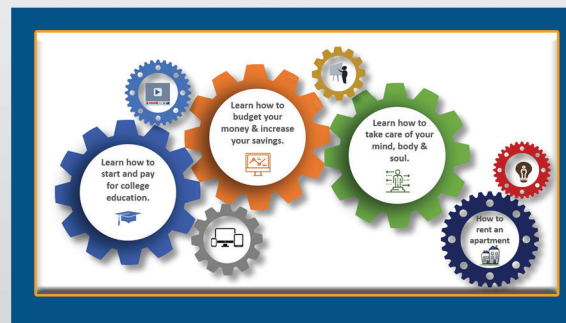 Learn how to
start and pay
for college
education.
Learn how to
budget your
money & increase
your savings.
Learn how to
take care of your
mind, body &
soul.
How to
rent an
apartment